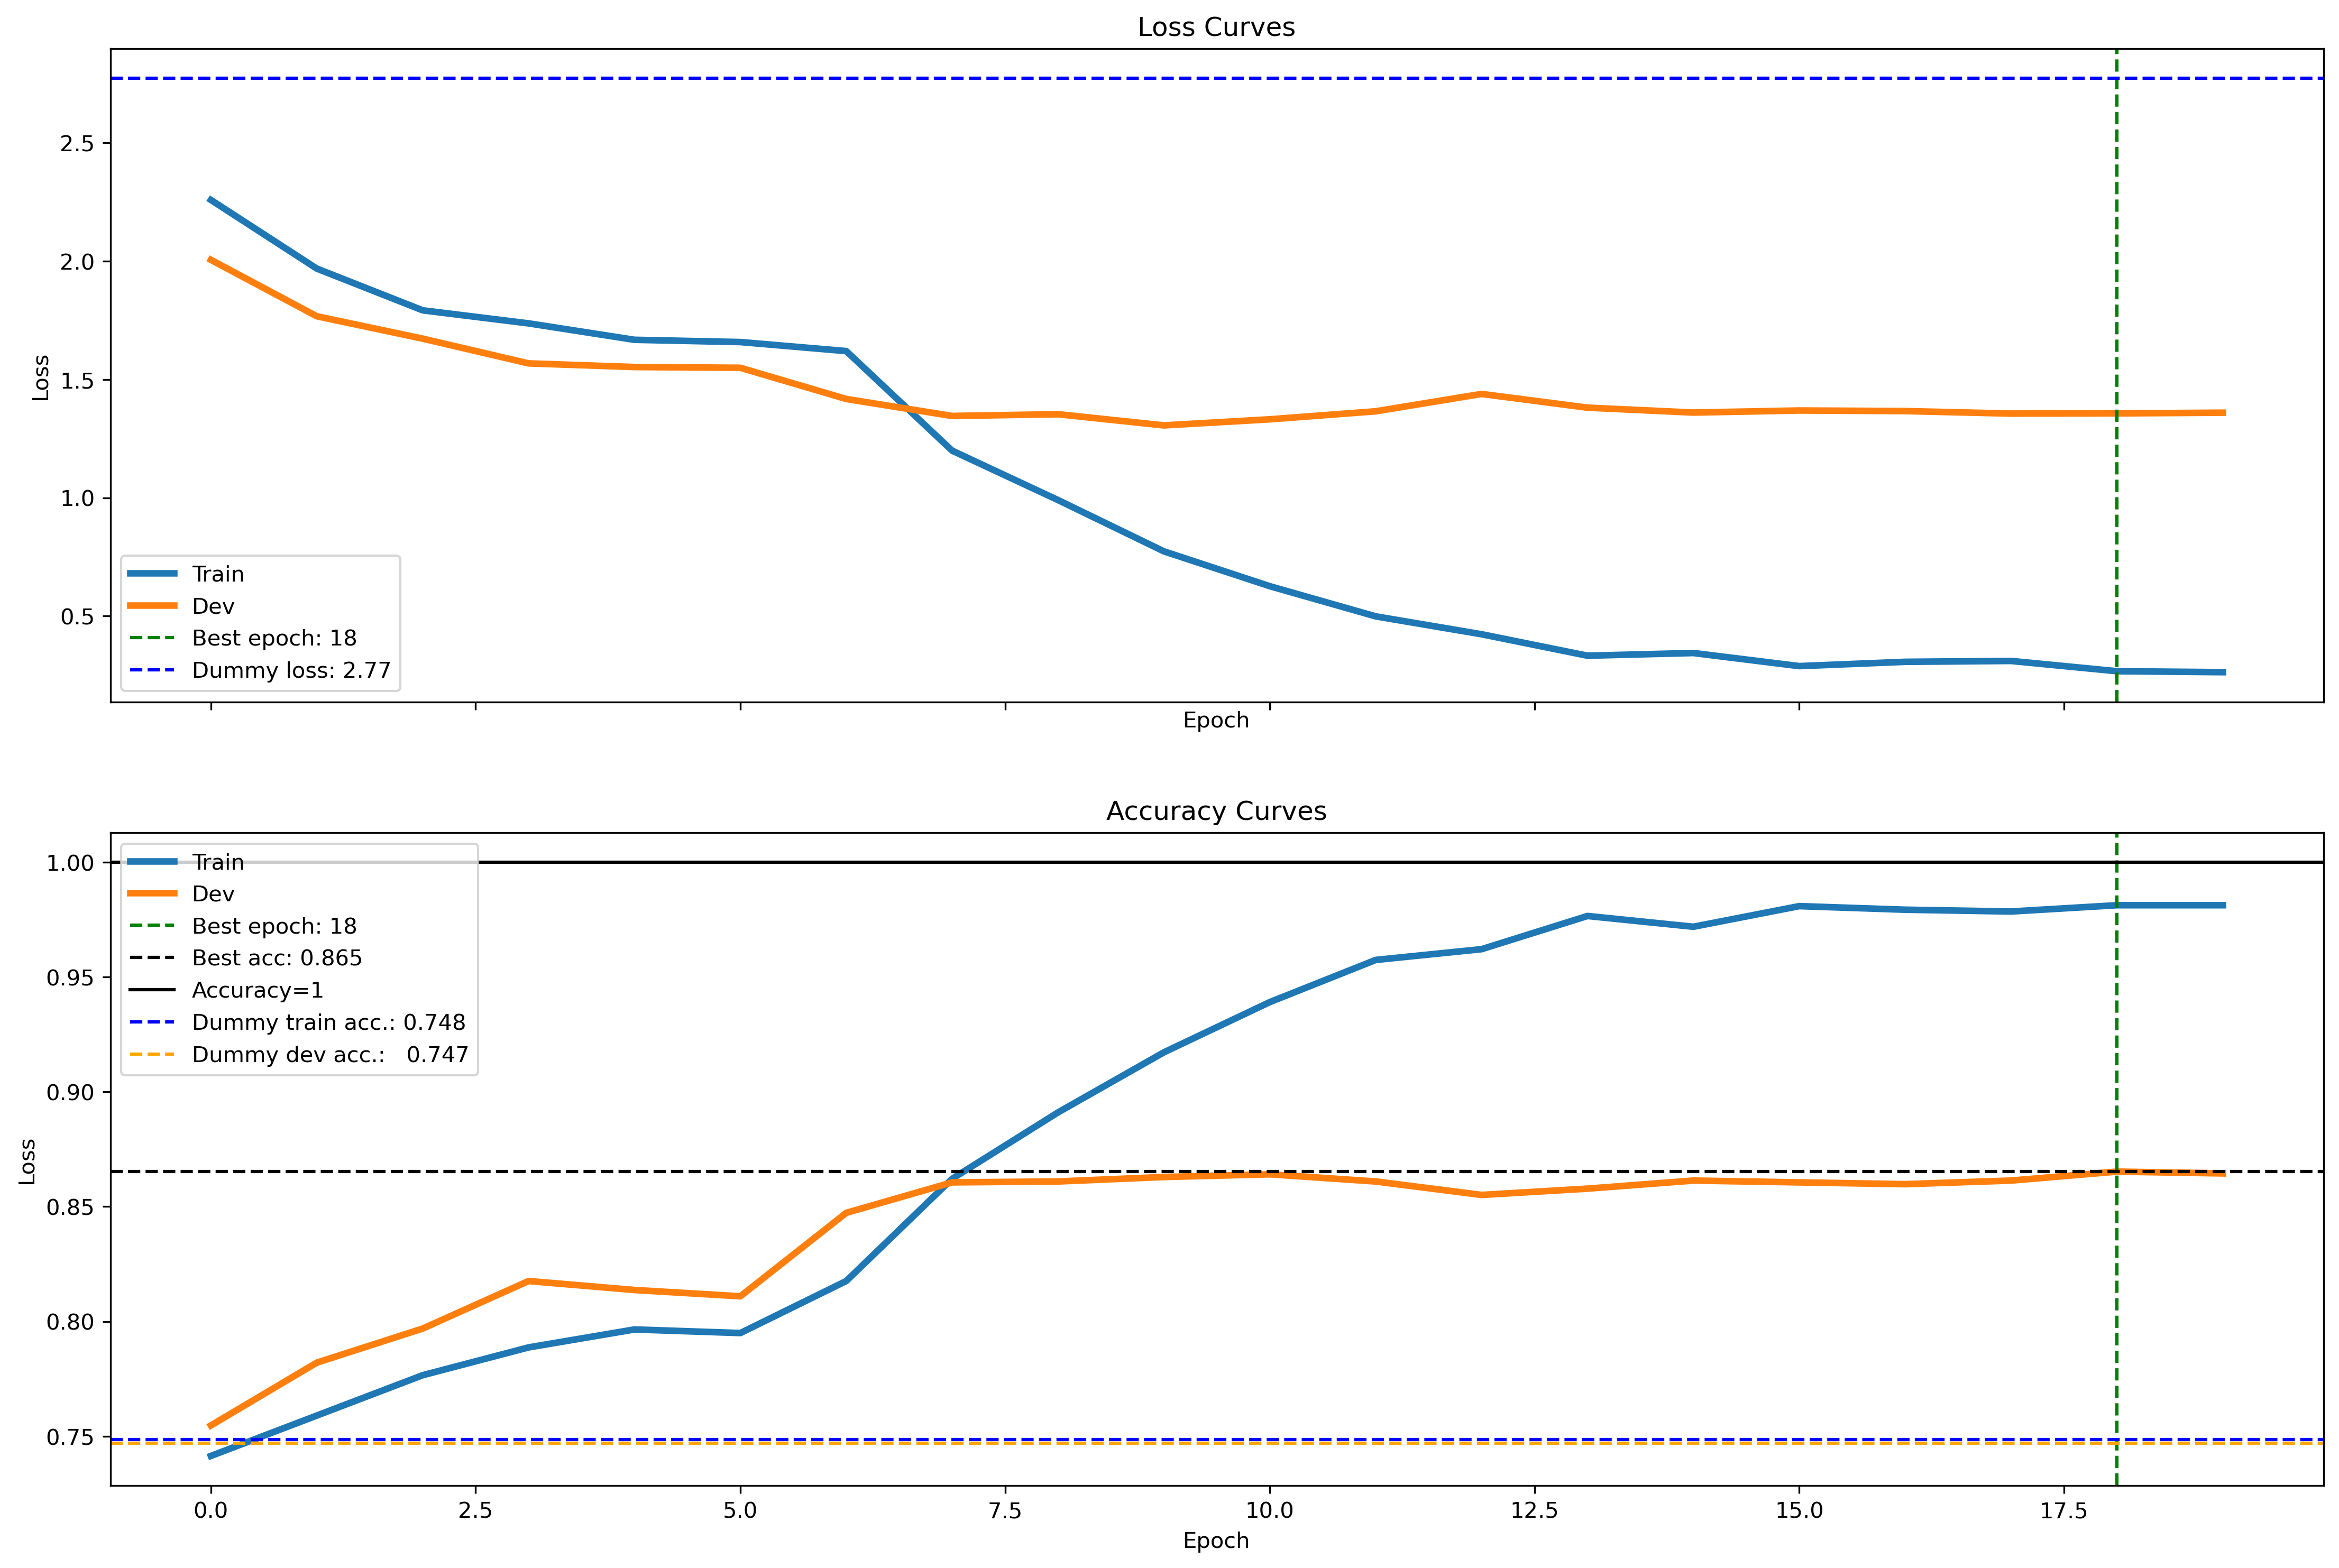 Loss Curves
2.5
2.0
1.5
1.0
0.5
Loss
Train
Dev
Best epoch: 18
Dummy loss: 2.77
Epoch
Accuracy Curves
1.00
0.95
0.90
0.85
0.80
0.75
Loss
Train
Dev
Best epoch: 18
Best acc: 0.865
Accuracy=1
Dummy train acc.: 0.748
Dummy dev acc.:   0.747
0.0 2.5 5.0 7.5 10.0 12.5 15.0 17.5
Epoch